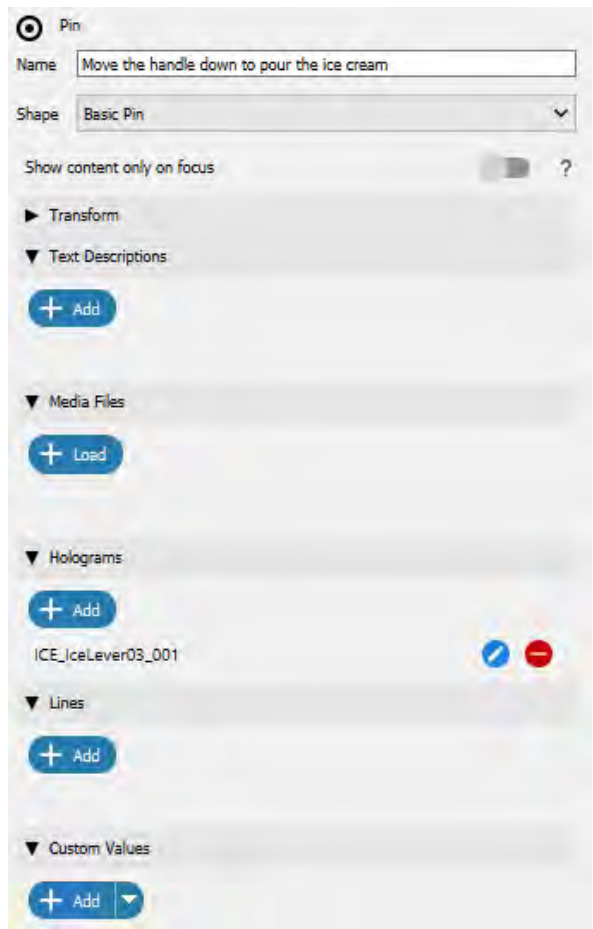 Pin
Name Move the handle down to pour the ice cream
Shape Basic Pin
Show content only on focus ?
Transform
Text Descriptions
+ Add
Media Files
+ Load
Holograms
+ Add
ICE_IceLever03_001
Lines
+ Add
Custom Values
+ Add